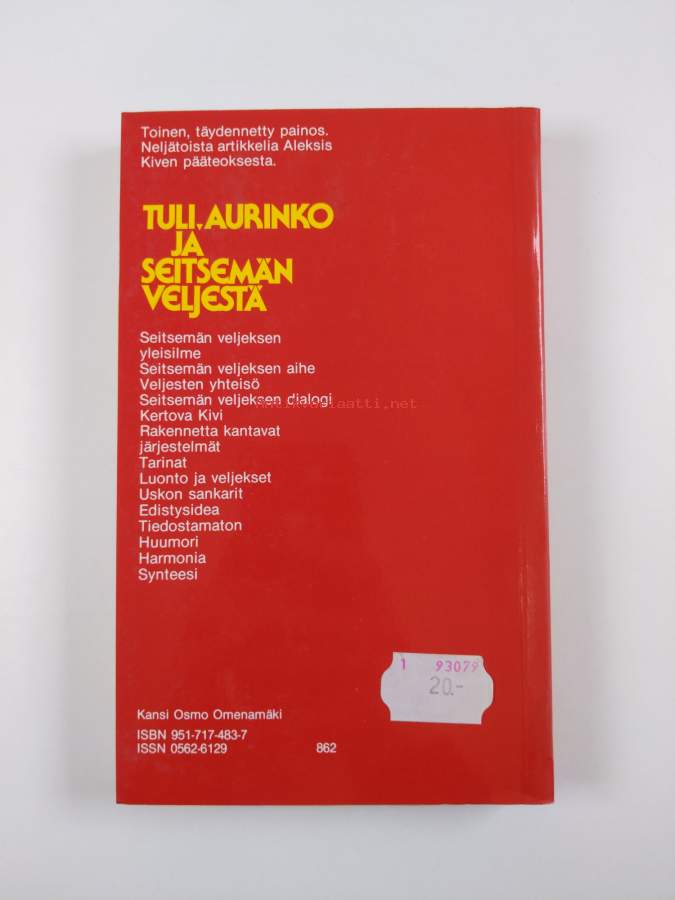 Toinen, täydennetty painos.
Neljätoista artikkelia Aleksis
Kiven pääteoksesta.
TULI, AURINKO
JA
SEITSEMÄN
VELJESTÄ
Seitsemän veljeksen
yleisilme
Seitsemän veljeksen aihe
Veljesten yhteisö
Seitsemän veljeksen dialogi
Antikvariaatti.net
Kertova Kivi
Rakennetta kantavat
järjestelmät
Tarinat
Luonto ja veljekset
Uskon sankarit
Edistysidea
Tiedostamaton
Huumori
Harmonia
Synteesi
1 93079
20.-
Kansi Osmo Omenamäki
ISBN 951-717-483-7
ISSN 0562-6129 862